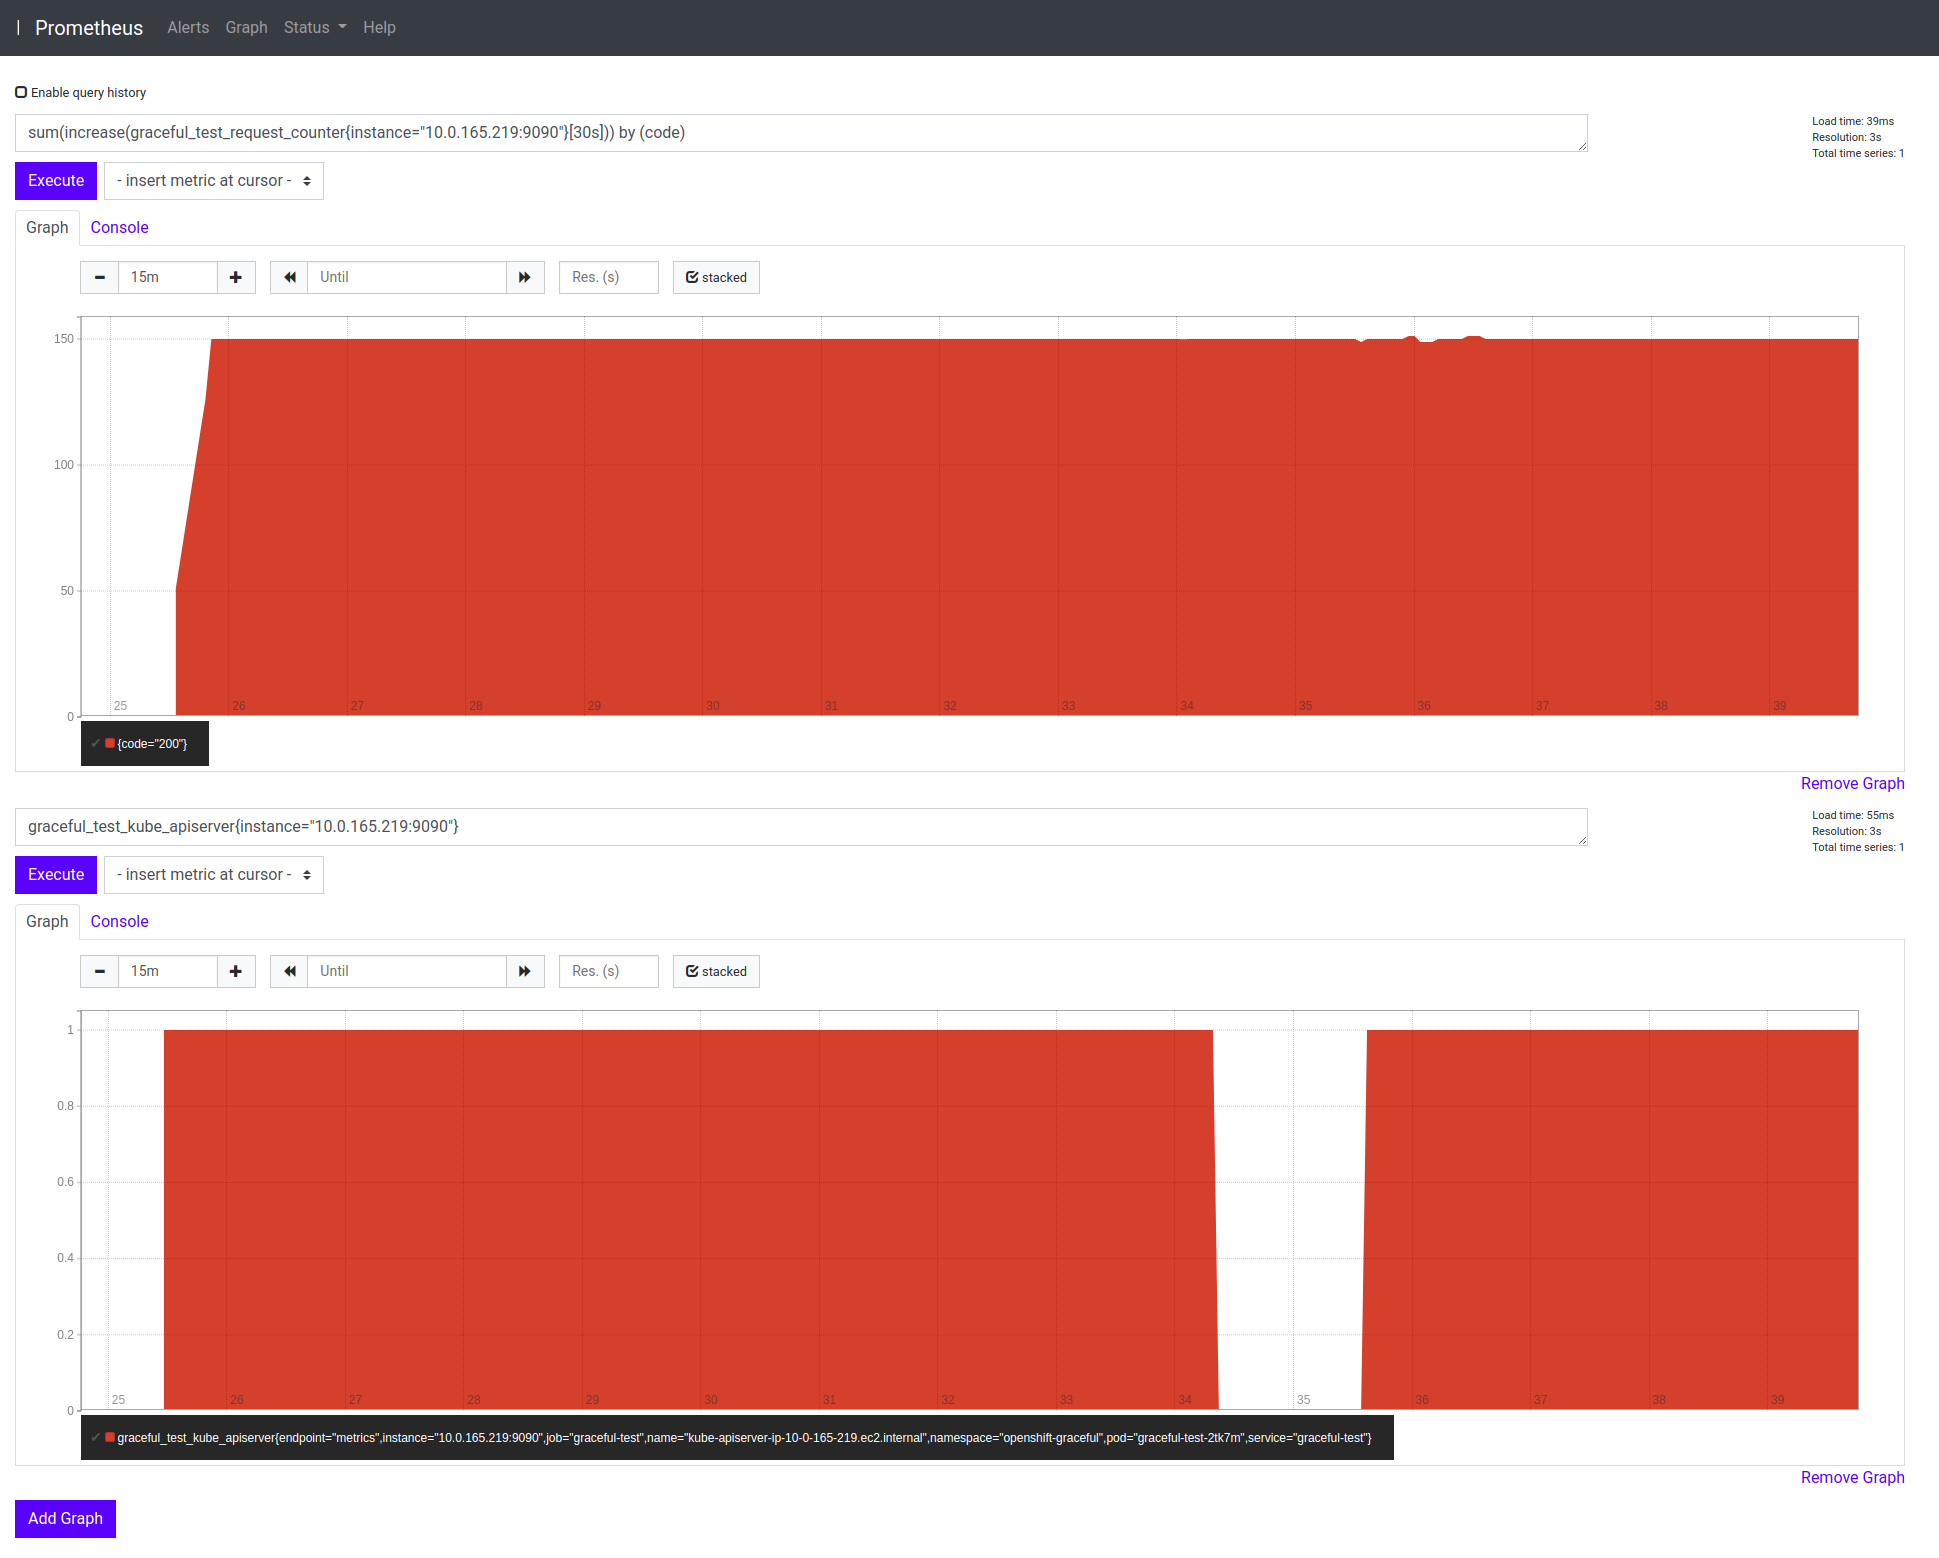 Prometheus Alerts Graph Status Help
Enable query history
sum(increase(graceful_test_request_counter{instance="10.0.165.219:9090"}[30s])) by (code)
Load time: 39ms
Resolution: 3s
Total time series: 1
Execute - insert metric at cursor -
Graph Console
15m Until Res. (s) stacked
150
100
50
0
25 26 27 28 29 30 31 32 33 34 35 36 37 38 39
✔ {code="200"}
Remove Graph
graceful_test_kube_apiserver{instance="10.0.165.219:9090"}
Load time: 55ms
Resolution: 3s
Total time series: 1
Execute - insert metric at cursor -
Graph Console
15m Until Res. (s) stacked
1
0.8
0.6
0.4
0.2
0
25 26 27 28 29 30 31 32 33 34 35 36 37 38 39
✔ graceful_test_kube_apiserver{endpoint="metrics",instance="10.0.165.219:9090",job="graceful-test",name="kube-apiserver-ip-10-0-165-219.ec2.internal",namespace="openshift-graceful",pod="graceful-test-2tk7m",service="graceful-test"}
Remove Graph
Add Graph